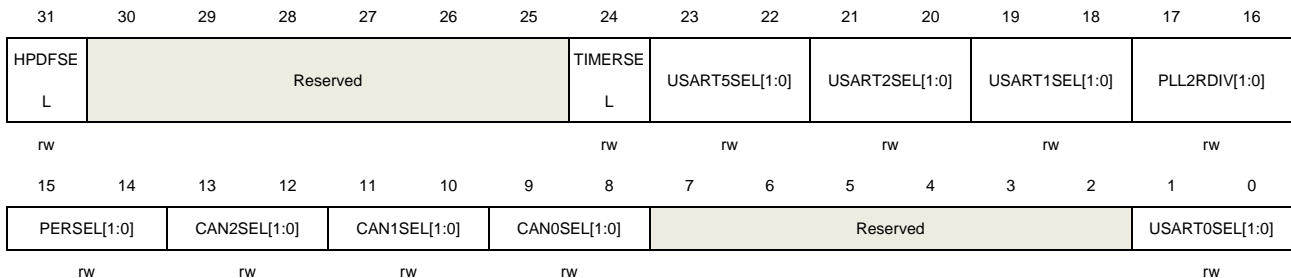 31 30 29 28 27 26 25 24 23 22 21 20 19 18 17 16
HPDFSE
L
Reserved
TIMERSE
L
USART5SEL[1:0] USART2SEL[1:0] USART1SEL[1:0] PLL2RDIV[1:0]
rw rw rw rw rw rw
15 14 13 12 11 10 9 8 7 6 5 4 3 2 1 0
PERSEL[1:0] CAN2SEL[1:0] CAN1SEL[1:0] CAN0SEL[1:0] Reserved USART0SEL[1:0]
rw rw rw rw rw